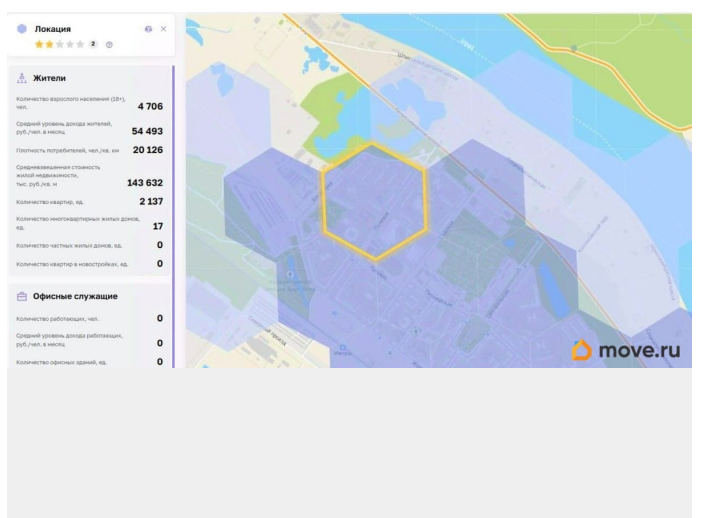 Локация
2
Жители
Количество взрослого населения (18+),
чел.
4 706
Средний уровень дохода жителей,
руб./чел. в месяц
54 493
Плотность потребителей, чел./кв. км
20 126
Средневзвешенная стоимость
жилой недвижимости,
тыс. руб./кв. м
143 632
Количество квартир, ед.
2 137
Количество многоквартирных жилых домов,
ед.
17
Количество частных жилых домов, ед.
0
Количество квартир в новостройках, ед.
0
Офисные служащие
Количество работающих, чел.
0
Средний уровень дохода работающих,
руб./чел. в месяц
0
Количество офисных зданий, ед.
0
move.ru